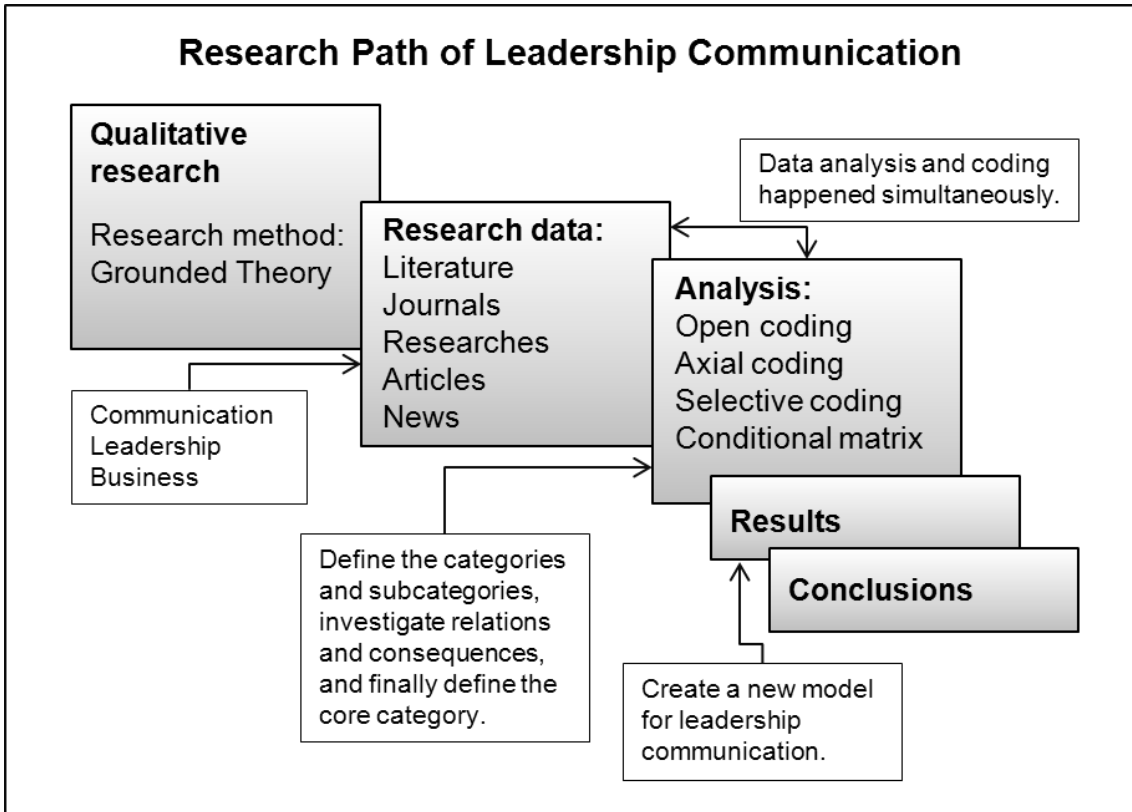 Research Path of Leadership Communication
Qualitative
research
Research method:
Grounded Theory
Research data:
Literature
Journals
Researches
Articles
News
Data analysis and coding
happened simultaneously.
Analysis:
Open coding
Axial coding
Selective coding
Conditional matrix
Communication
Leadership
Business
Define the categories
and subcategories,
investigate relations
and consequences,
and finally define the
core category.
Results
Conclusions
Create a new model
for leadership
communication.